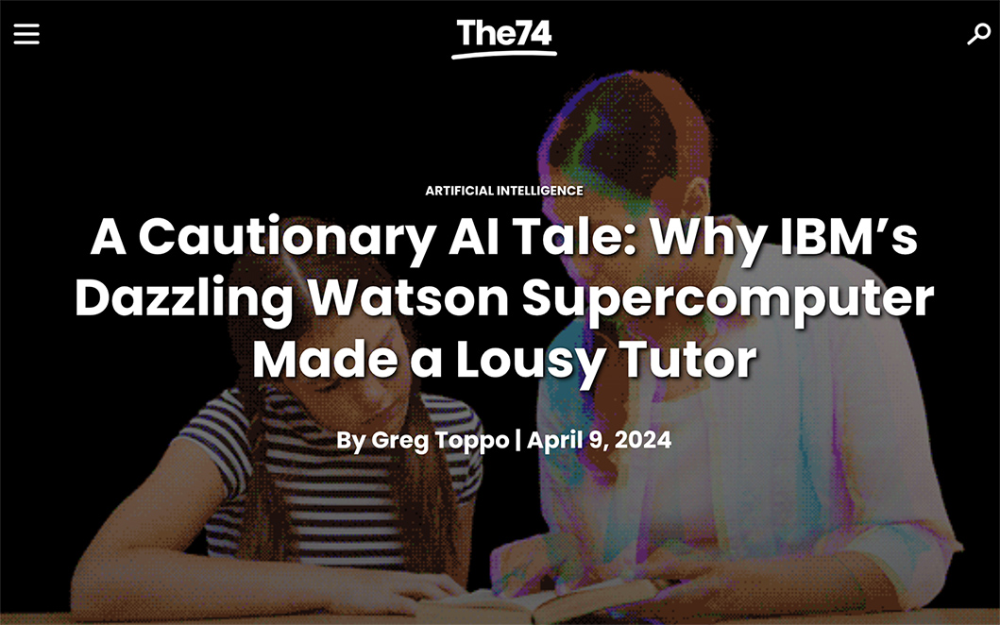 The74
ARTIFICIAL INTELLIGENCE
A Cautionary AI Tale: Why IBM’s
Dazzling Watson Supercomputer
Made a Lousy Tutor
By Greg Toppo | April 9, 2024